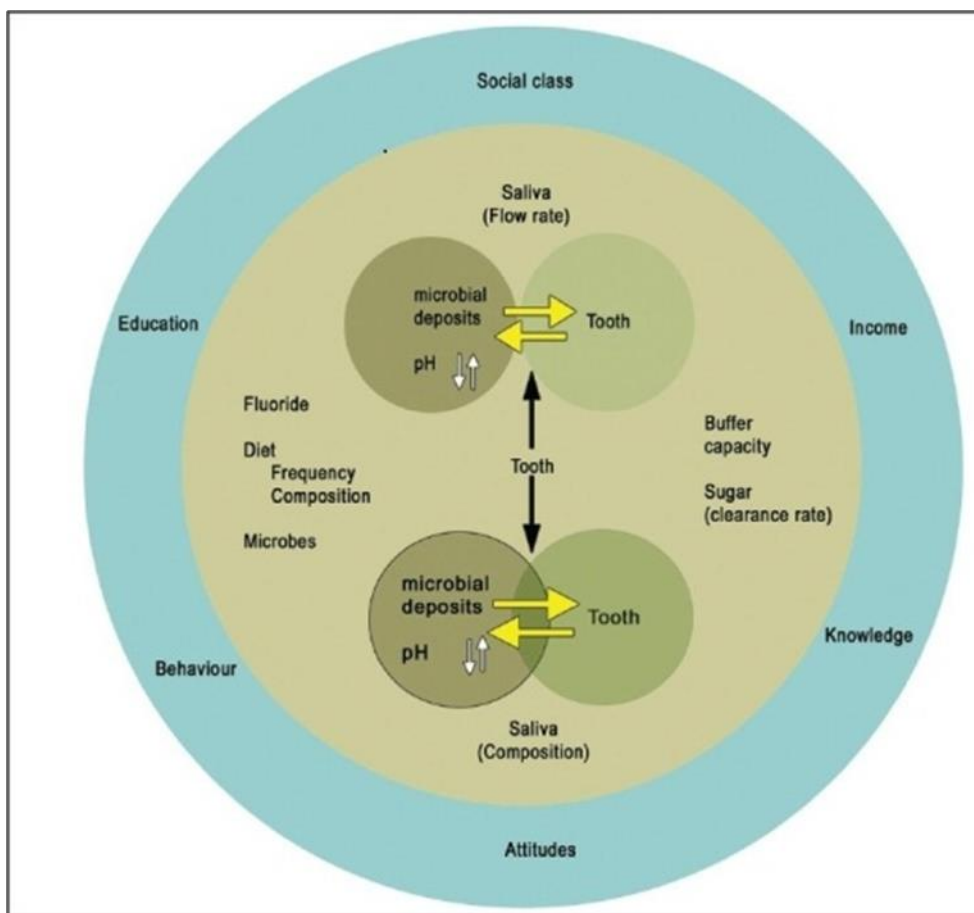 Social class
Saliva
(Flow rate)
microbial
deposits
Tooth
pH
Education
Income
Fluoride
Diet
Frequency
Composition
Microbes
Tooth
Buffer
capacity
Sugar
(clearance rate)
microbial
deposits
Tooth
pH
Behaviour
Knowledge
Saliva
(Composition)
Attitudes